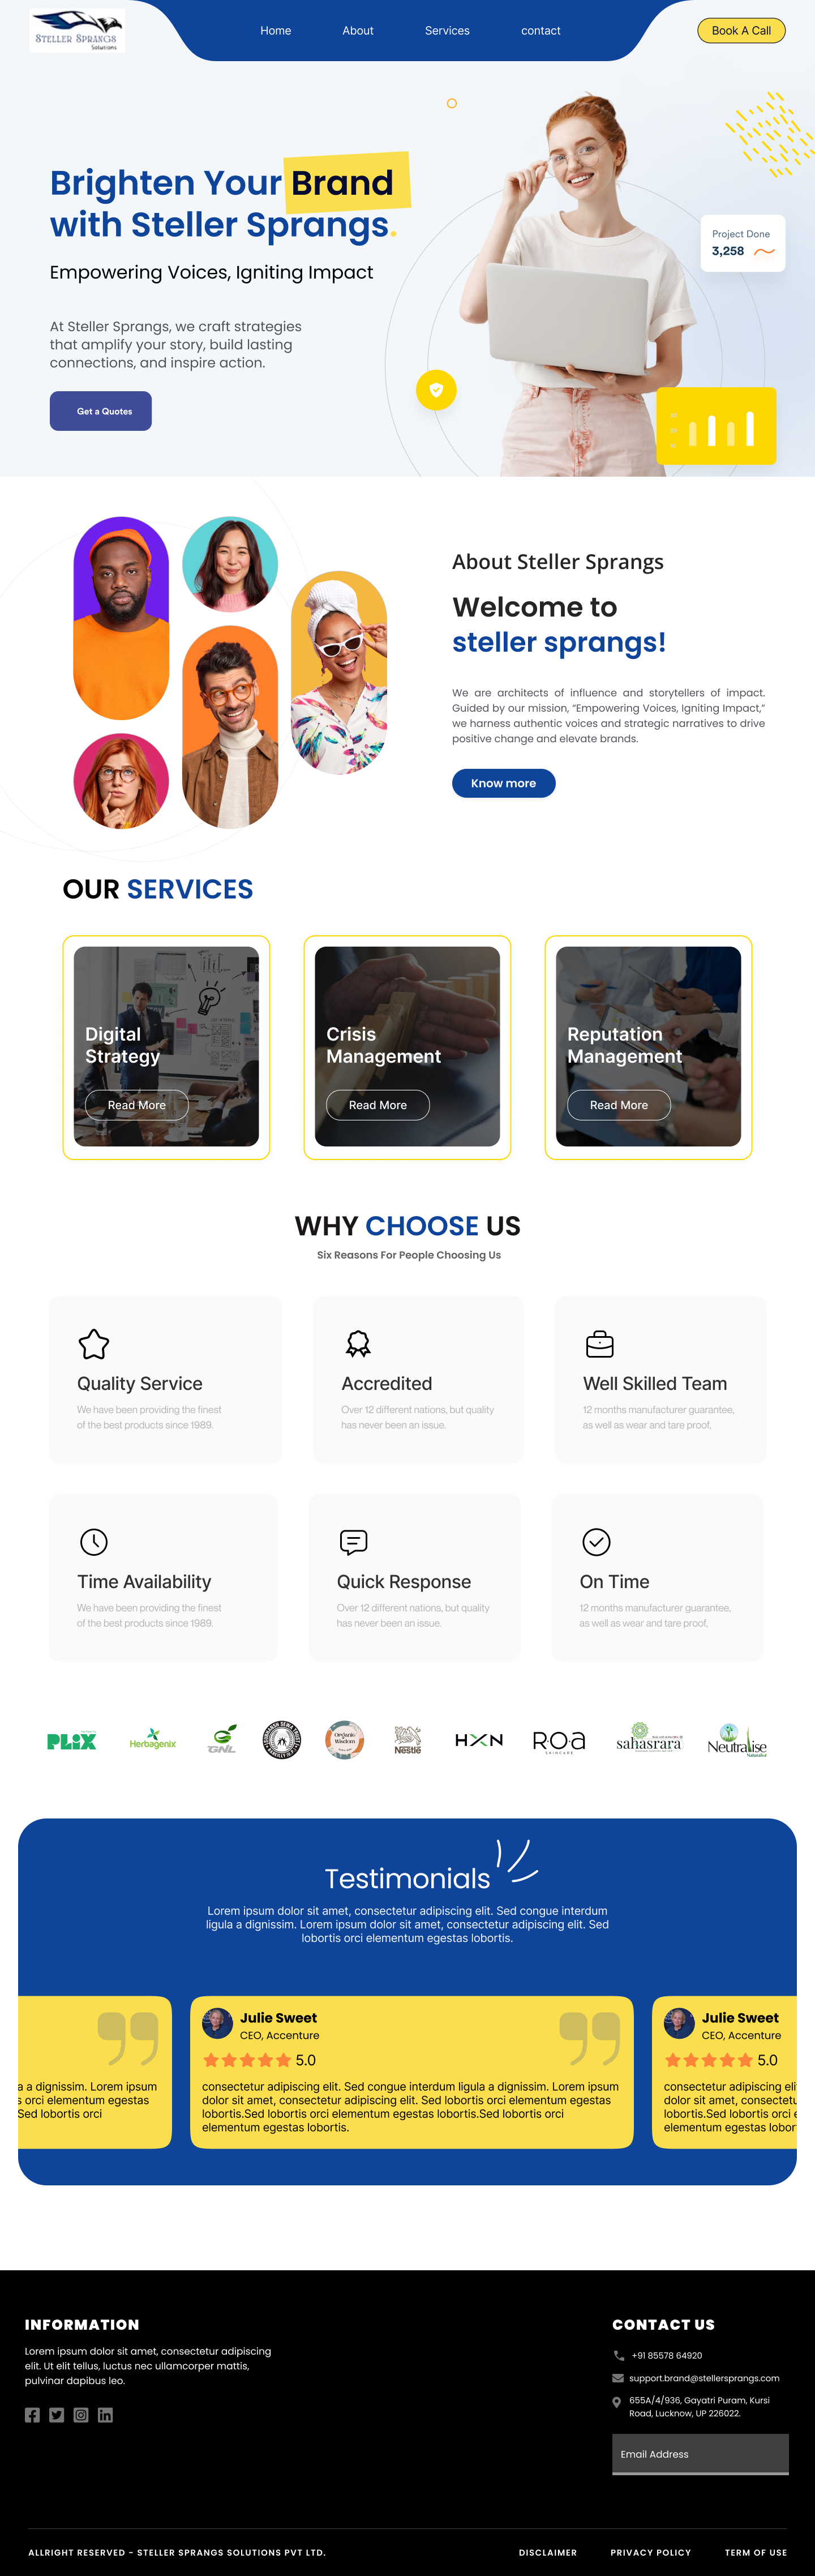 STELLER SPRANGS
Solutions
Home
About
Services
contact
Book A Call
Brighten Your Brand
with Steller Sprangs.
Empowering Voices, Igniting Impact
At Steller Sprangs, we craft strategies
that amplify your story, build lasting
connections, and inspire action.
Get a Quotes
Project Done
3,258
About Steller Sprangs
Welcome to
steller sprangs!
We are architects of influence and storytellers of impact.
Guided by our mission, “Empowering Voices, Igniting Impact,”
we harness authentic voices and strategic narratives to drive
positive change and elevate brands.
Know more
OUR SERVICES
Digital
Strategy
Read More
Crisis
Management
Read More
Reputation
Management
Read More
WHY CHOOSE US
Six Reasons For People Choosing Us
Quality Service
We have been providing the finest
of the best products since 1989.
Accredited
Over 12 different nations, but quality
has never been an issue.
Well Skilled Team
12 months manufacturer guarantee,
as well as wear and tare proof,
Time Availability
We have been providing the finest
of the best products since 1989.
Quick Response
Over 12 different nations, but quality
has never been an issue.
On Time
12 months manufacturer guarantee,
as well as wear and tare proof,
PLIX
Herbagenix
GNL
Organic
Wisdom
Nestlé
HXN
R.O.a
SKINCARE
sahasrara
Neutralise
Naturally
Testimonials
Lorem ipsum dolor sit amet, consectetur adipiscing elit. Sed congue interdum
ligula a dignissim. Lorem ipsum dolor sit amet, consectetur adipiscing elit. Sed
lobortis orci elementum egestas lobortis.
a a dignissim. Lorem ipsum
s orci elementum egestas
Sed lobortis orci
Julie Sweet
CEO, Accenture
5.0
consectetur adipiscing elit. Sed congue interdum ligula a dignissim. Lorem ipsum
dolor sit amet, consectetur adipiscing elit. Sed lobortis orci elementum egestas
lobortis.Sed lobortis orci elementum egestas lobortis.Sed lobortis orci
elementum egestas lobortis.
Julie Sweet
CEO, Accenture
5.0
consectetur adipiscing eli
dolor sit amet, consectetu
lobortis.Sed lobortis orci e
elementum egestas lobor
INFORMATION
Lorem ipsum dolor sit amet, consectetur adipiscing
elit. Ut elit tellus, luctus nec ullamcorper mattis,
pulvinar dapibus leo.
CONTACT US
+91 85578 64920
support.brand@stellersprangs.com
655A/4/936, Gayatri Puram, Kursi
Road, Lucknow, UP 226022.
Email Address
ALLRIGHT RESERVED - STELLER SPRANGS SOLUTIONS PVT LTD.
DISCLAIMER
PRIVACY POLICY
TERM OF USE